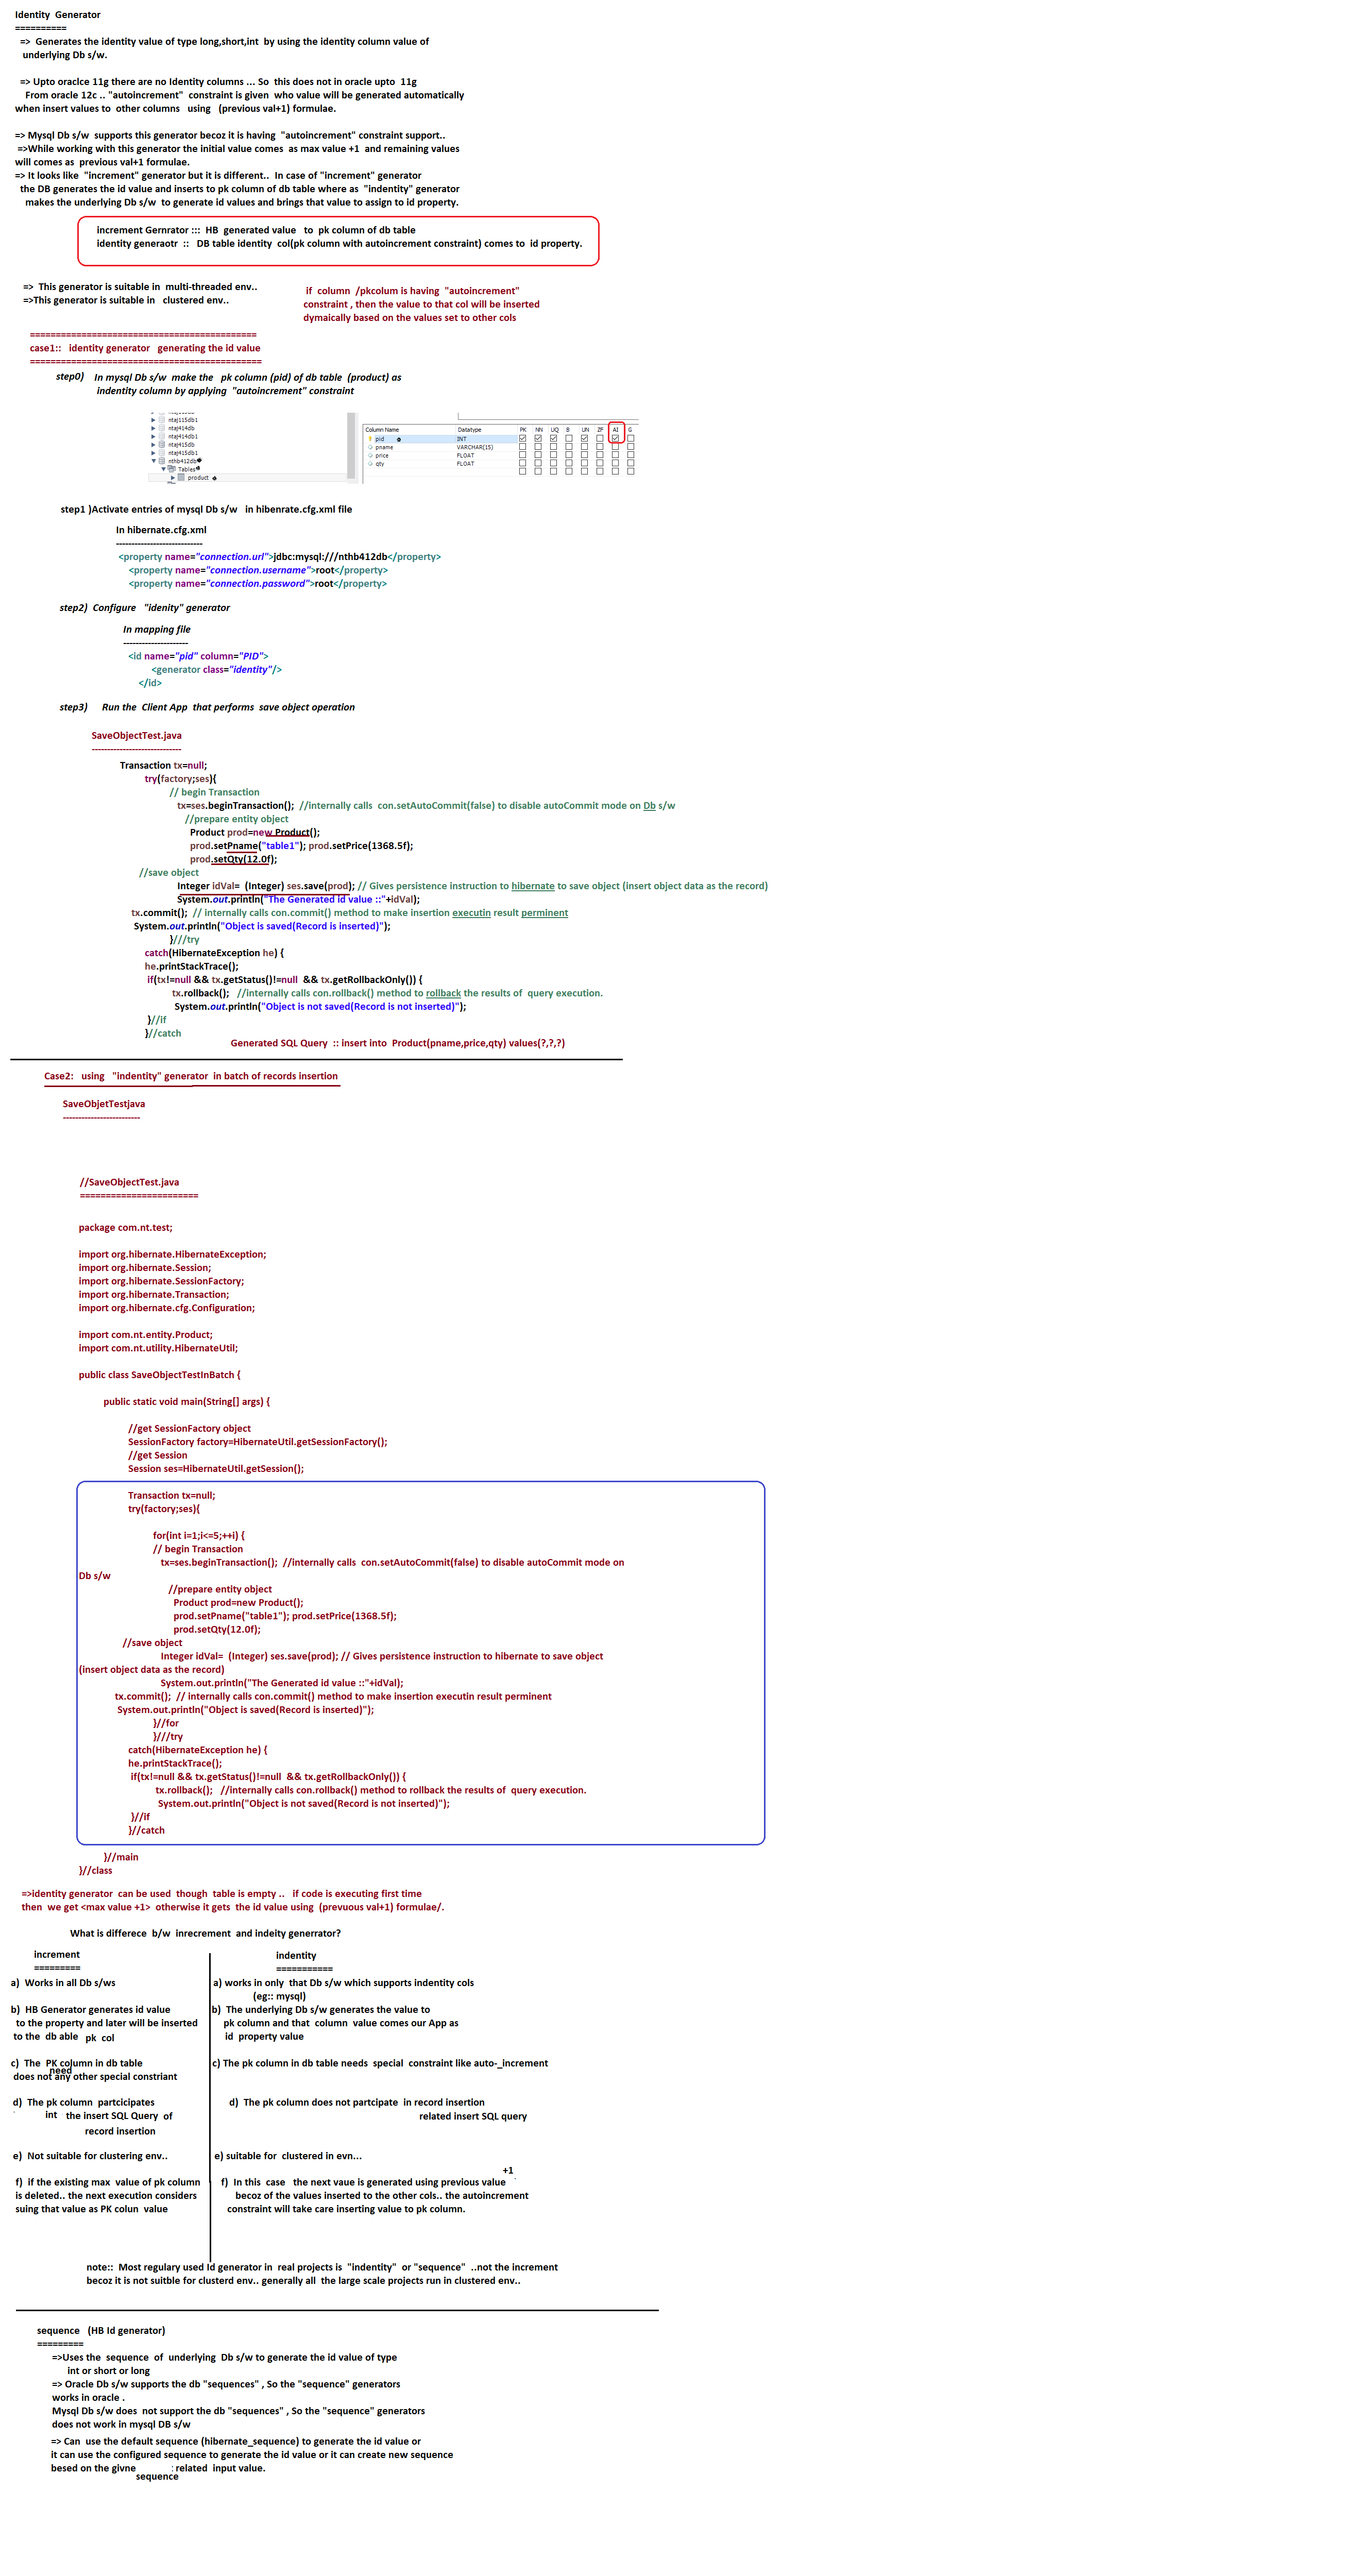 Identity  Generator
==========
=>  Generates the identity value of type long,short,int  by using the identity column value of
underlying Db s/w.
=> Upto oraclce 11g there are no Identity columns ... So  this does not in oracle upto  11g
From oracle 12c .. "autoincrement"  constraint is given  who value will be generated automatically
when insert values to  other columns   using   (previous val+1) formulae.
=> Mysql Db s/w  supports this generator becoz it is having  "autoincrement" constraint support..
=>While working with this generator the initial value comes  as max value +1  and remaining values
will comes as  previous val+1 formulae.
=> It looks like  "increment" generator but it is different..  In case of "increment" generator
the DB generates the id value and inserts to pk column of db table where as  "indentity" generator
makes the underlying Db s/w  to generate id values and brings that value to assign to id property.
increment Gernrator :::  HB  generated value   to  pk column of db table
identity generaotr  ::   DB table identity  col(pk column with autoincrement constraint) comes to  id property.
=>  This generator is suitable in  multi-threaded env..
=>This generator is suitable in   clustered env..
if  column  /pkcolum is having  "autoincrement"
constraint , then the value to that col will be inserted
dymaically based on the values set to other cols
============================================
case1::   identity generator   generating the id value
=============================================
step0)   In mysql Db s/w  make the   pk column (pid) of db table  (product) as
indentity column by applying  "autoincrement" constraint
ntaj115db1
ntaj414db
ntaj414db1
ntaj415db
ntaj415db1
nthb412db
Tables
product
Column Name  Datatype  PK  NN  UQ  B  UN  ZF  AI  G
pid  INT
pname  VARCHAR(15)
price  FLOAT
qty  FLOAT
step1 )Activate entries of mysql Db s/w   in hibenrate.cfg.xml file
In hibernate.cfg.xml
----------------------------
<property name="connection.url">jdbc:mysql:///nthb412db</property>
<property name="connection.username">root</property>
<property name="connection.password">root</property>
step2)  Configure   "idenity" generator
In mapping file
---------------------
<id name="pid" column="PID">
<generator class="identity"/>
</id>
step3)     Run the  Client App  that performs  save object operation
SaveObjectTest.java
-----------------------------
Transaction tx=null;
try(factory;ses){
// begin Transaction
tx=ses.beginTransaction();  //internally calls  con.setAutoCommit(false) to disable autoCommit mode on Db s/w
//prepare entity object
Product prod=new Product();
prod.setPname("table1"); prod.setPrice(1368.5f);
prod.setQty(12.0f);
//save object
Integer idVal=  (Integer) ses.save(prod); // Gives persistence instruction to hibernate to save object (insert object data as the record)
System.out.println("The Generated id value ::"+idVal);
tx.commit();  // internally calls con.commit() method to make insertion executin result perminent
System.out.println("Object is saved(Record is inserted)");
}///try
catch(HibernateException he) {
he.printStackTrace();
if(tx!=null && tx.getStatus()!=null  && tx.getRollbackOnly()) {
tx.rollback();   //internally calls con.rollback() method to rollback the results of  query execution.
System.out.println("Object is not saved(Record is not inserted)");
}//if
}//catch
Generated SQL Query  :: insert into  Product(pname,price,qty) values(?,?,?)
Case2:   using   "indentity" generator  in batch of records insertion
SaveObjetTestjava
-------------------------
//SaveObjectTest.java
=======================
package com.nt.test;
import org.hibernate.HibernateException;
import org.hibernate.Session;
import org.hibernate.SessionFactory;
import org.hibernate.Transaction;
import org.hibernate.cfg.Configuration;
import com.nt.entity.Product;
import com.nt.utility.HibernateUtil;
public class SaveObjectTestInBatch {
public static void main(String[] args) {
//get SessionFactory object
SessionFactory factory=HibernateUtil.getSessionFactory();
//get Session
Session ses=HibernateUtil.getSession();
Transaction tx=null;
try(factory;ses){
for(int i=1;i<=5;++i) {
// begin Transaction
tx=ses.beginTransaction();  //internally calls  con.setAutoCommit(false) to disable autoCommit mode on
Db s/w
//prepare entity object
Product prod=new Product();
prod.setPname("table1"); prod.setPrice(1368.5f);
prod.setQty(12.0f);
//save object
Integer idVal=  (Integer) ses.save(prod); // Gives persistence instruction to hibernate to save object
(insert object data as the record)
System.out.println("The Generated id value ::"+idVal);
tx.commit();  // internally calls con.commit() method to make insertion executin result perminent
System.out.println("Object is saved(Record is inserted)");
}//for
}///try
catch(HibernateException he) {
he.printStackTrace();
if(tx!=null && tx.getStatus()!=null  && tx.getRollbackOnly()) {
tx.rollback();   //internally calls con.rollback() method to rollback the results of  query execution.
System.out.println("Object is not saved(Record is not inserted)");
}//if
}//catch
}//main
}//class
=>identity generator  can be used  though  table is empty ..   if code is executing first time
then  we get <max value +1>  otherwise it gets  the id value using  (prevuous val+1) formulae/.
What is differece  b/w  inrecrement  and indeity generrator?
increment
=========
a)  Works in all Db s/ws
b)  HB Generator generates id value
to the property and later will be inserted
to the  db able  pk  col
c)  The  PK column in db table
need
does not any other special constriant
d)  The pk column  partcicipates
int  the insert SQL Query  of
record insertion
e)  Not suitable for clustering env..
f)  if the existing max  value of pk column
is deleted.. the next execution considers
suing that value as PK colun  value
indentity
===========
a) works in only  that Db s/w which supports indentity cols
(eg:: mysql)
b)  The underlying Db s/w generates the value to
pk column and that  column  value comes our App as
id  property value
c) The pk column in db table needs  special  constraint like auto-_increment
d)  The pk column does not partcipate  in record insertion
related insert SQL query
e) suitable for  clustered in evn...
+1
f)  In this  case   the next vaue is generated using previous value
becoz of the values inserted to the other cols.. the autoincrement
constraint will take care inserting value to pk column.
note::  Most regulary used Id generator in  real projects is  "indentity"  or "sequence"  ..not the increment
becoz it is not suitble for clusterd env.. generally all  the large scale projects run in clustered env..
sequence   (HB Id generator)
=========
=>Uses the  sequence  of  underlying  Db s/w to generate the id value of type
int or short or long
=> Oracle Db s/w supports the db "sequences" , So the "sequence" generators
works in oracle .
Mysql Db s/w does  not support the db "sequences" , So the "sequence" generators
does not work in mysql DB s/w
=> Can  use the default sequence (hibernate_sequence) to generate the id value or
it can use the configured sequence to generate the id value or it can create new sequence
besed on the givne  related  input value.
sequence